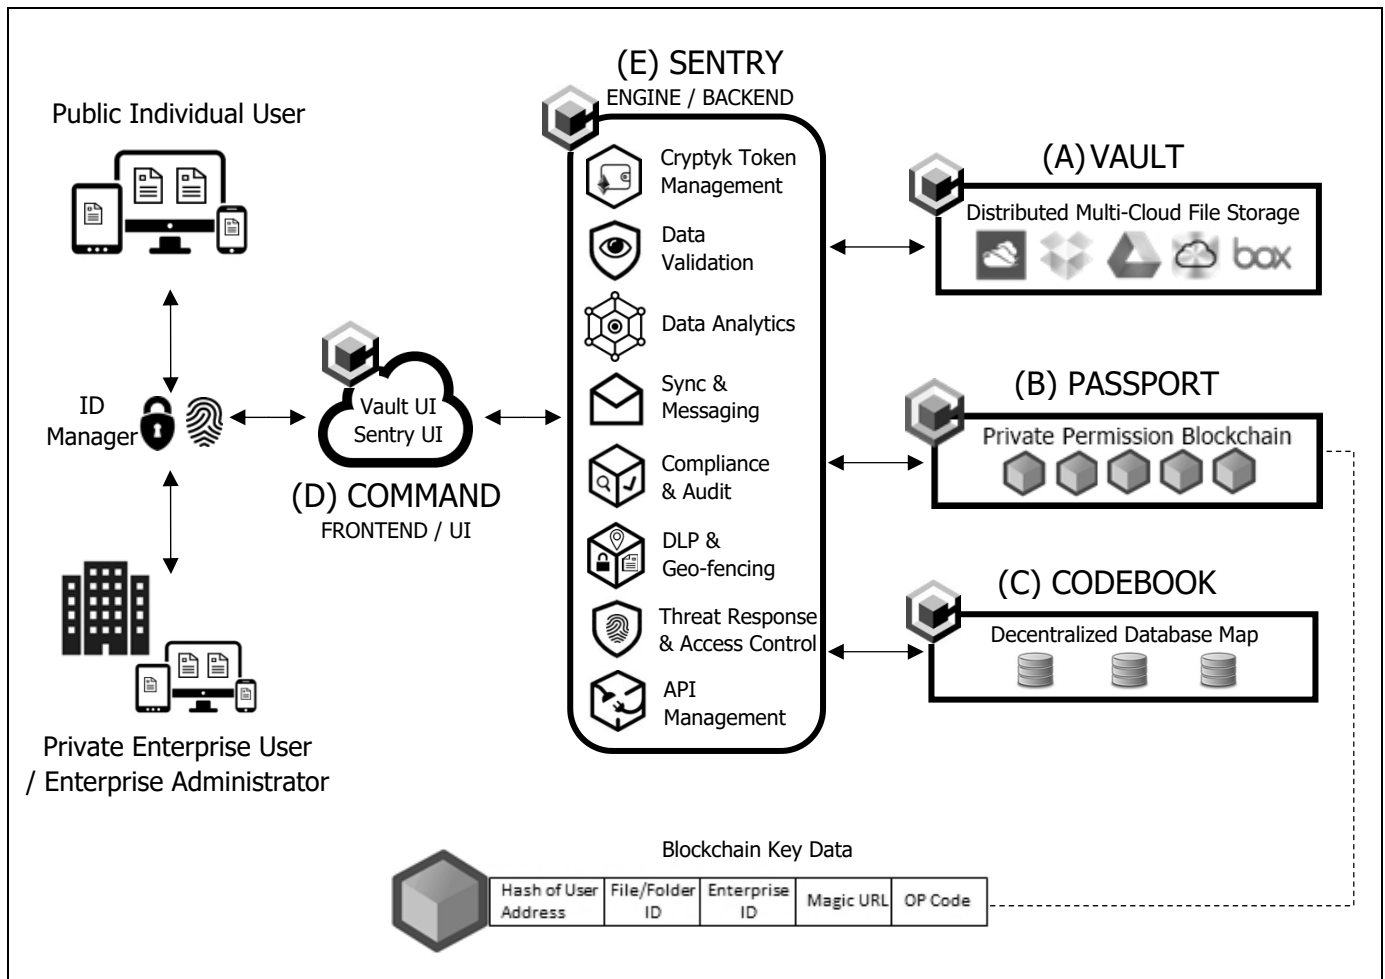 (E) SENTRY
ENGINE / BACKEND
Public Individual User
Cryptyk Token
Management
Data
Validation
Data Analytics
Sync &
Messaging
Compliance
& Audit
DLP &
Geo-fencing
Threat Response
& Access Control
API
Management
(A) VAULT
Distributed Multi-Cloud File Storage
box
(B) PASSPORT
Private Permission Blockchain
(C) CODEBOOK
Decentralized Database Map
ID
Manager
Vault UI
Sentry UI
(D) COMMAND
FRONTEND / UI
Private Enterprise User
/ Enterprise Administrator
Blockchain Key Data
Hash of User
Address
File/Folder
ID
Enterprise
ID
Magic URL
OP Code